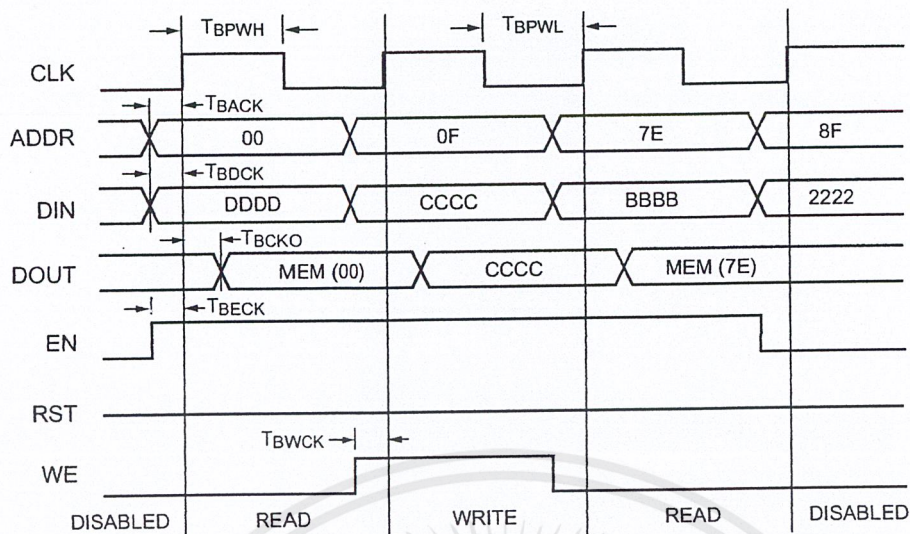 TBPWH TBPWL
CLK
TBACK
ADDR 00 0F 7E 8F
TBDCK
DIN DDDD CCCC BBBB 2222
TBCKO
DOUT MEM (00) CCCC MEM (7E)
TBECK
EN
RST
TBWCK
WE
DISABLED READ WRITE READ DISABLED